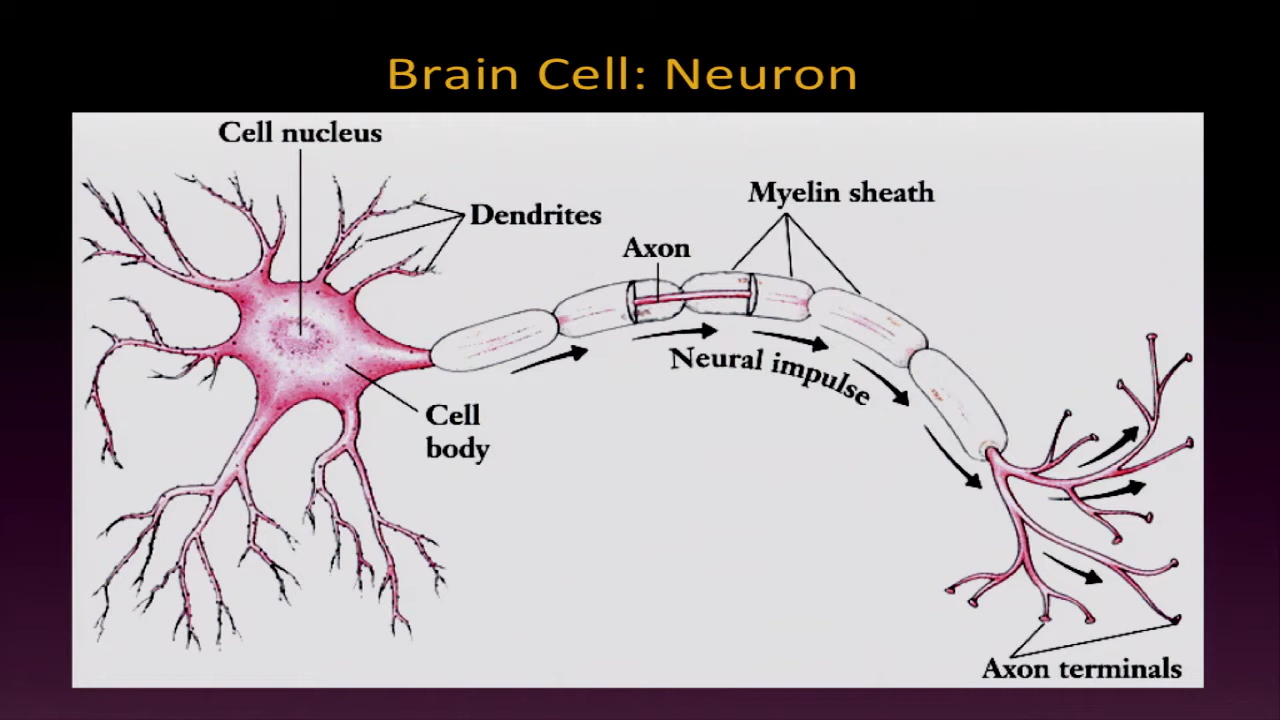 Brain Cell: Neuron
Cell nucleus
Dendrites
Axon
Myelin sheath
Neural impulse
Cell
body
Axon terminals